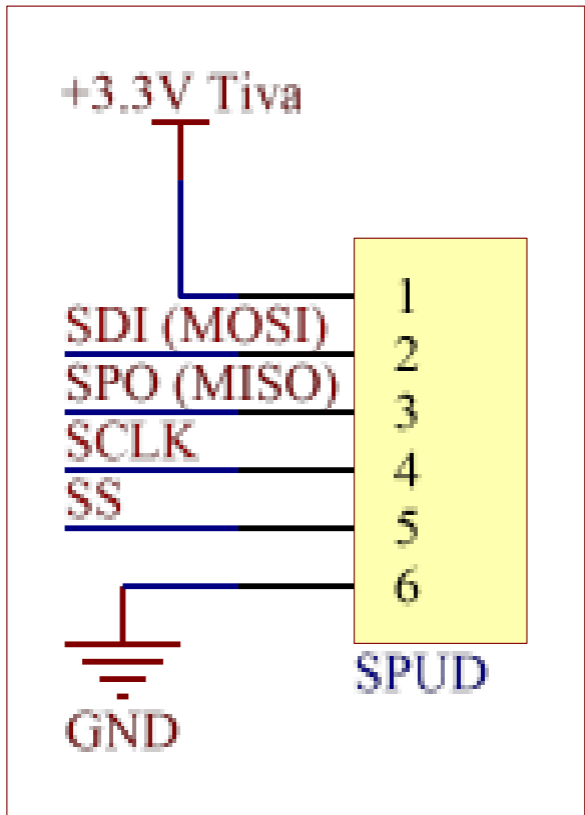 +3.3V Tiva
1
SDI (MOSI)
2
SPO (MISO)
3
SCLK
4
SS
5
6
SPUD
GND